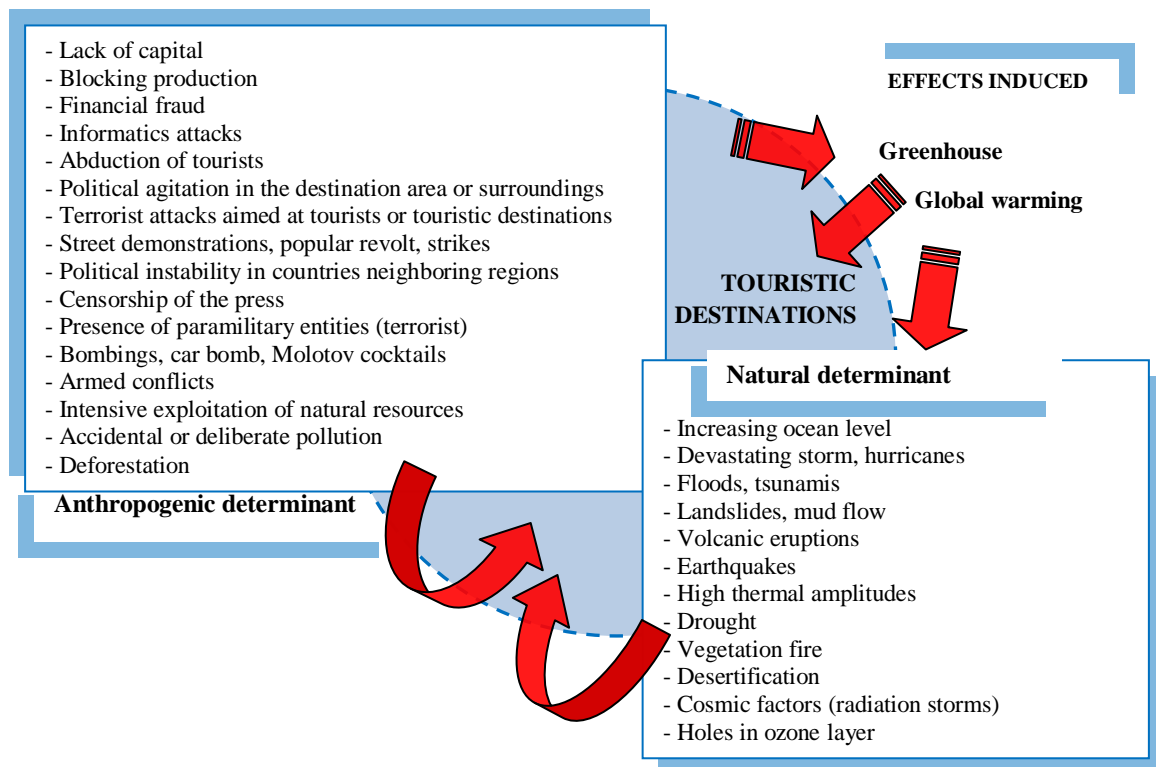 - Lack of capital
- Blocking production
- Financial fraud
- Informatics attacks
- Abduction of tourists
- Political agitation in the destination area or surroundings
- Terrorist attacks aimed at tourists or touristic destinations
- Street demonstrations, popular revolt, strikes
- Political instability in countries neighboring regions
- Censorship of the press
- Presence of paramilitary entities (terrorist)
- Bombings, car bomb, Molotov cocktails
- Armed conflicts
- Intensive exploitation of natural resources
- Accidental or deliberate pollution
- Deforestation
Anthropogenic determinant
EFFECTS INDUCED
Greenhouse
Global warming
TOURISTIC
DESTINATIONS
Natural determinant
- Increasing ocean level
- Devastating storm, hurricanes
- Floods, tsunamis
- Landslides, mud flow
- Volcanic eruptions
- Earthquakes
- High thermal amplitudes
- Drought
- Vegetation fire
- Desertification
- Cosmic factors (radiation storms)
- Holes in ozone layer